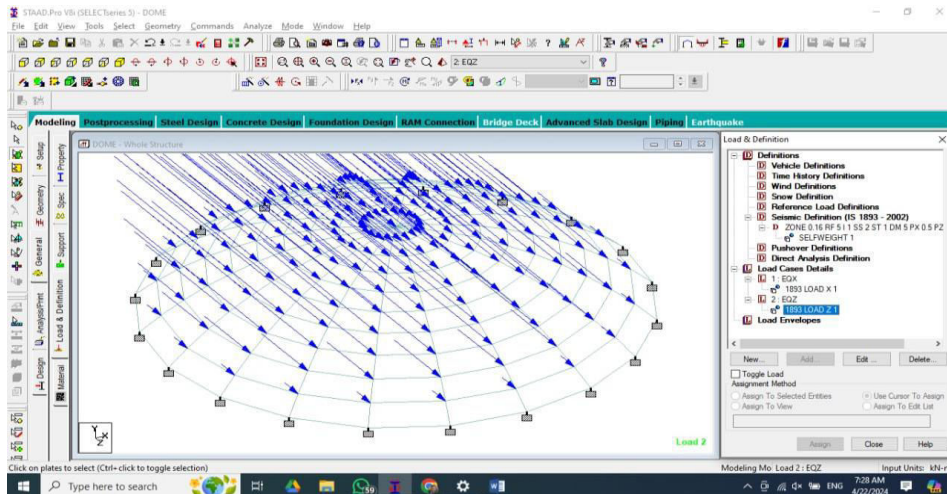 STAAD.Pro V8i (SELECTseries 5) - DOME
File Edit View Tools Select Geometry Commands Analyze Mode Window Help
2: EQZ
Modeling Postprocessing Steel Design Concrete Design Foundation Design RAM Connection Bridge Deck Advanced Slab Design Piping Earthquake
Setup
Geometry
General
Analysis/Print
Design
Property
Spec
Support
Load & Definition
Material
DOME - Whole Structure
Y
X
Z
Load 2
Load & Definition
Definitions
Vehicle Definitions
Time History Definitions
Wind Definitions
Snow Definitions
Reference Load Definitions
Seismic Definition (IS 1893 - 2002)
ZONE 0.16 RF 5 I 1 SS 2 ST 1 DM 5 PX 0.5 PZ
SELFWEIGHT 1
Pushover Definitions
Direct Analysis Definition
Load Cases Details
1 : EQX
1893 LOAD X 1
2 : EQZ
1893 LOAD Z 1
Load Envelopes
New... Add... Edit ... Delete...
Toggle Load
Assignment Method
Assign To Selected Entities Use Cursor To Assign
Assign To View Assign To Edit List
Assign Close Help
Click on plates to select (Ctrl+click to toggle selection)
Modeling Mo Load 2 : EQZ Input Units: kN-m
Type here to search
59
ENG
7:28 AM
4/22/2024